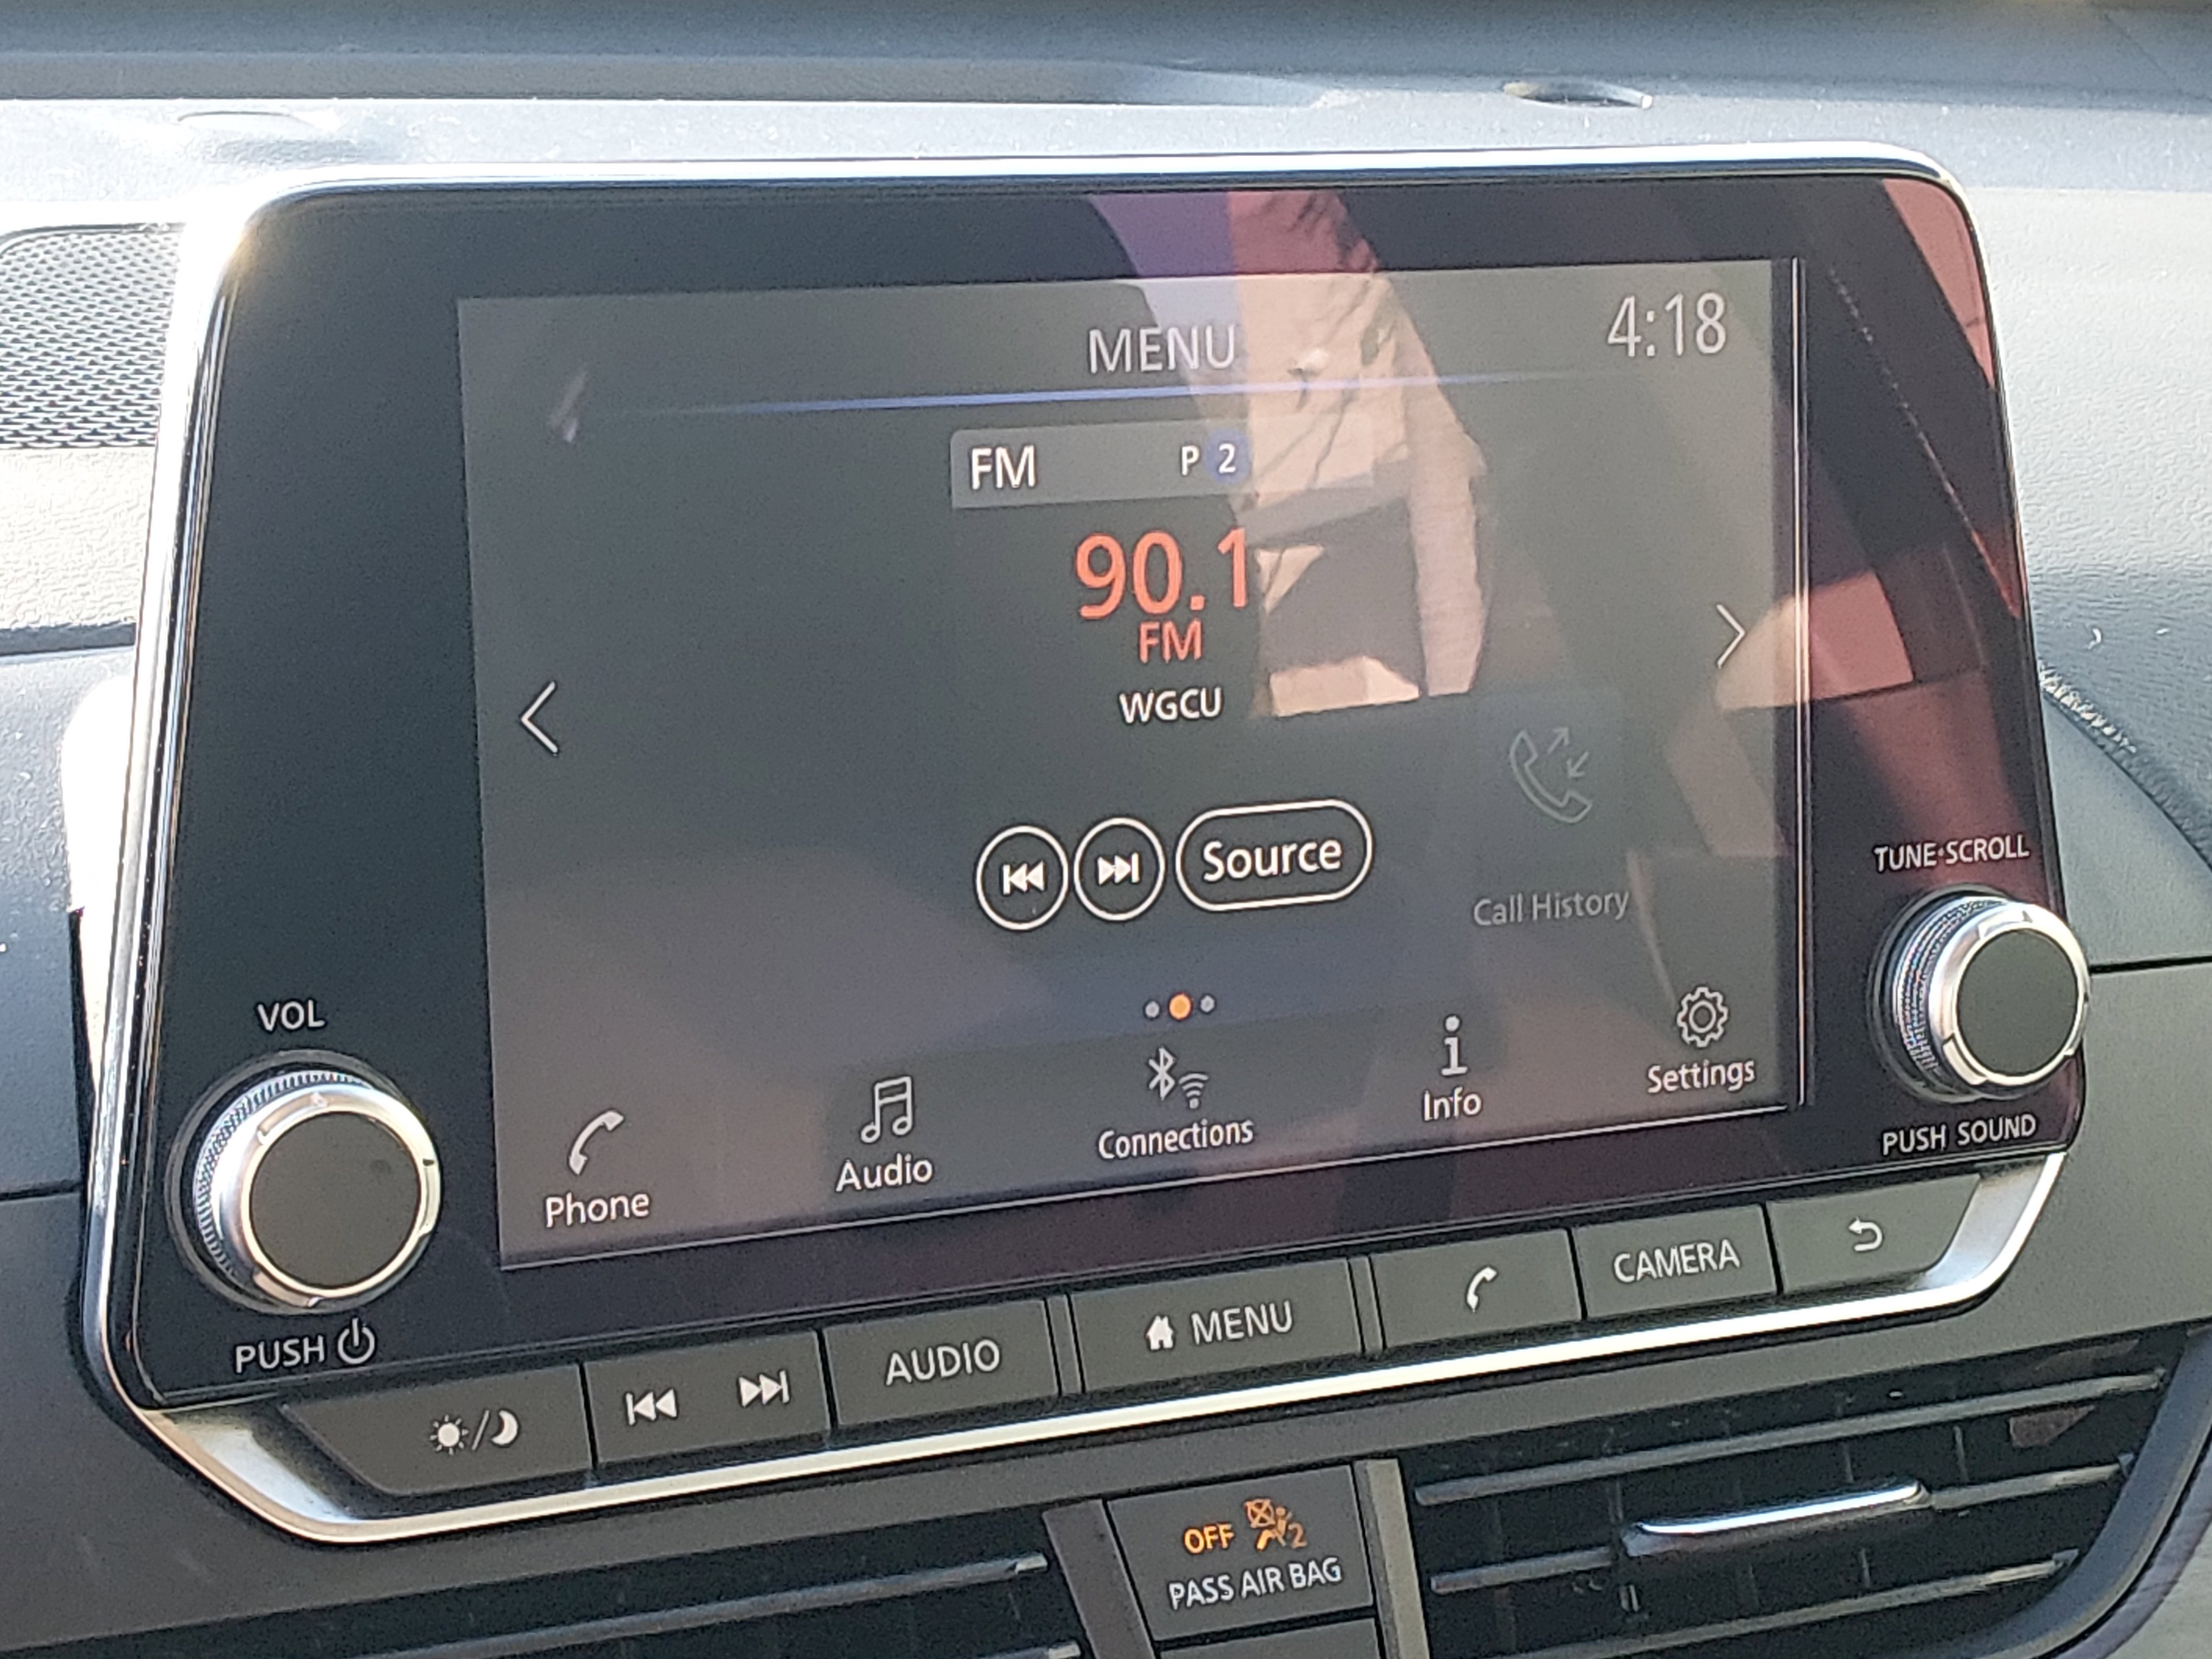 MENU
4:18
FM P 2
90.1
FM
WGCU
Source
Call History
Phone
Audio
Connections
Info
Settings
VOL
PUSH
TUNE·SCROLL
PUSH SOUND
AUDIO
MENU
CAMERA
OFF 2
PASS AIR BAG